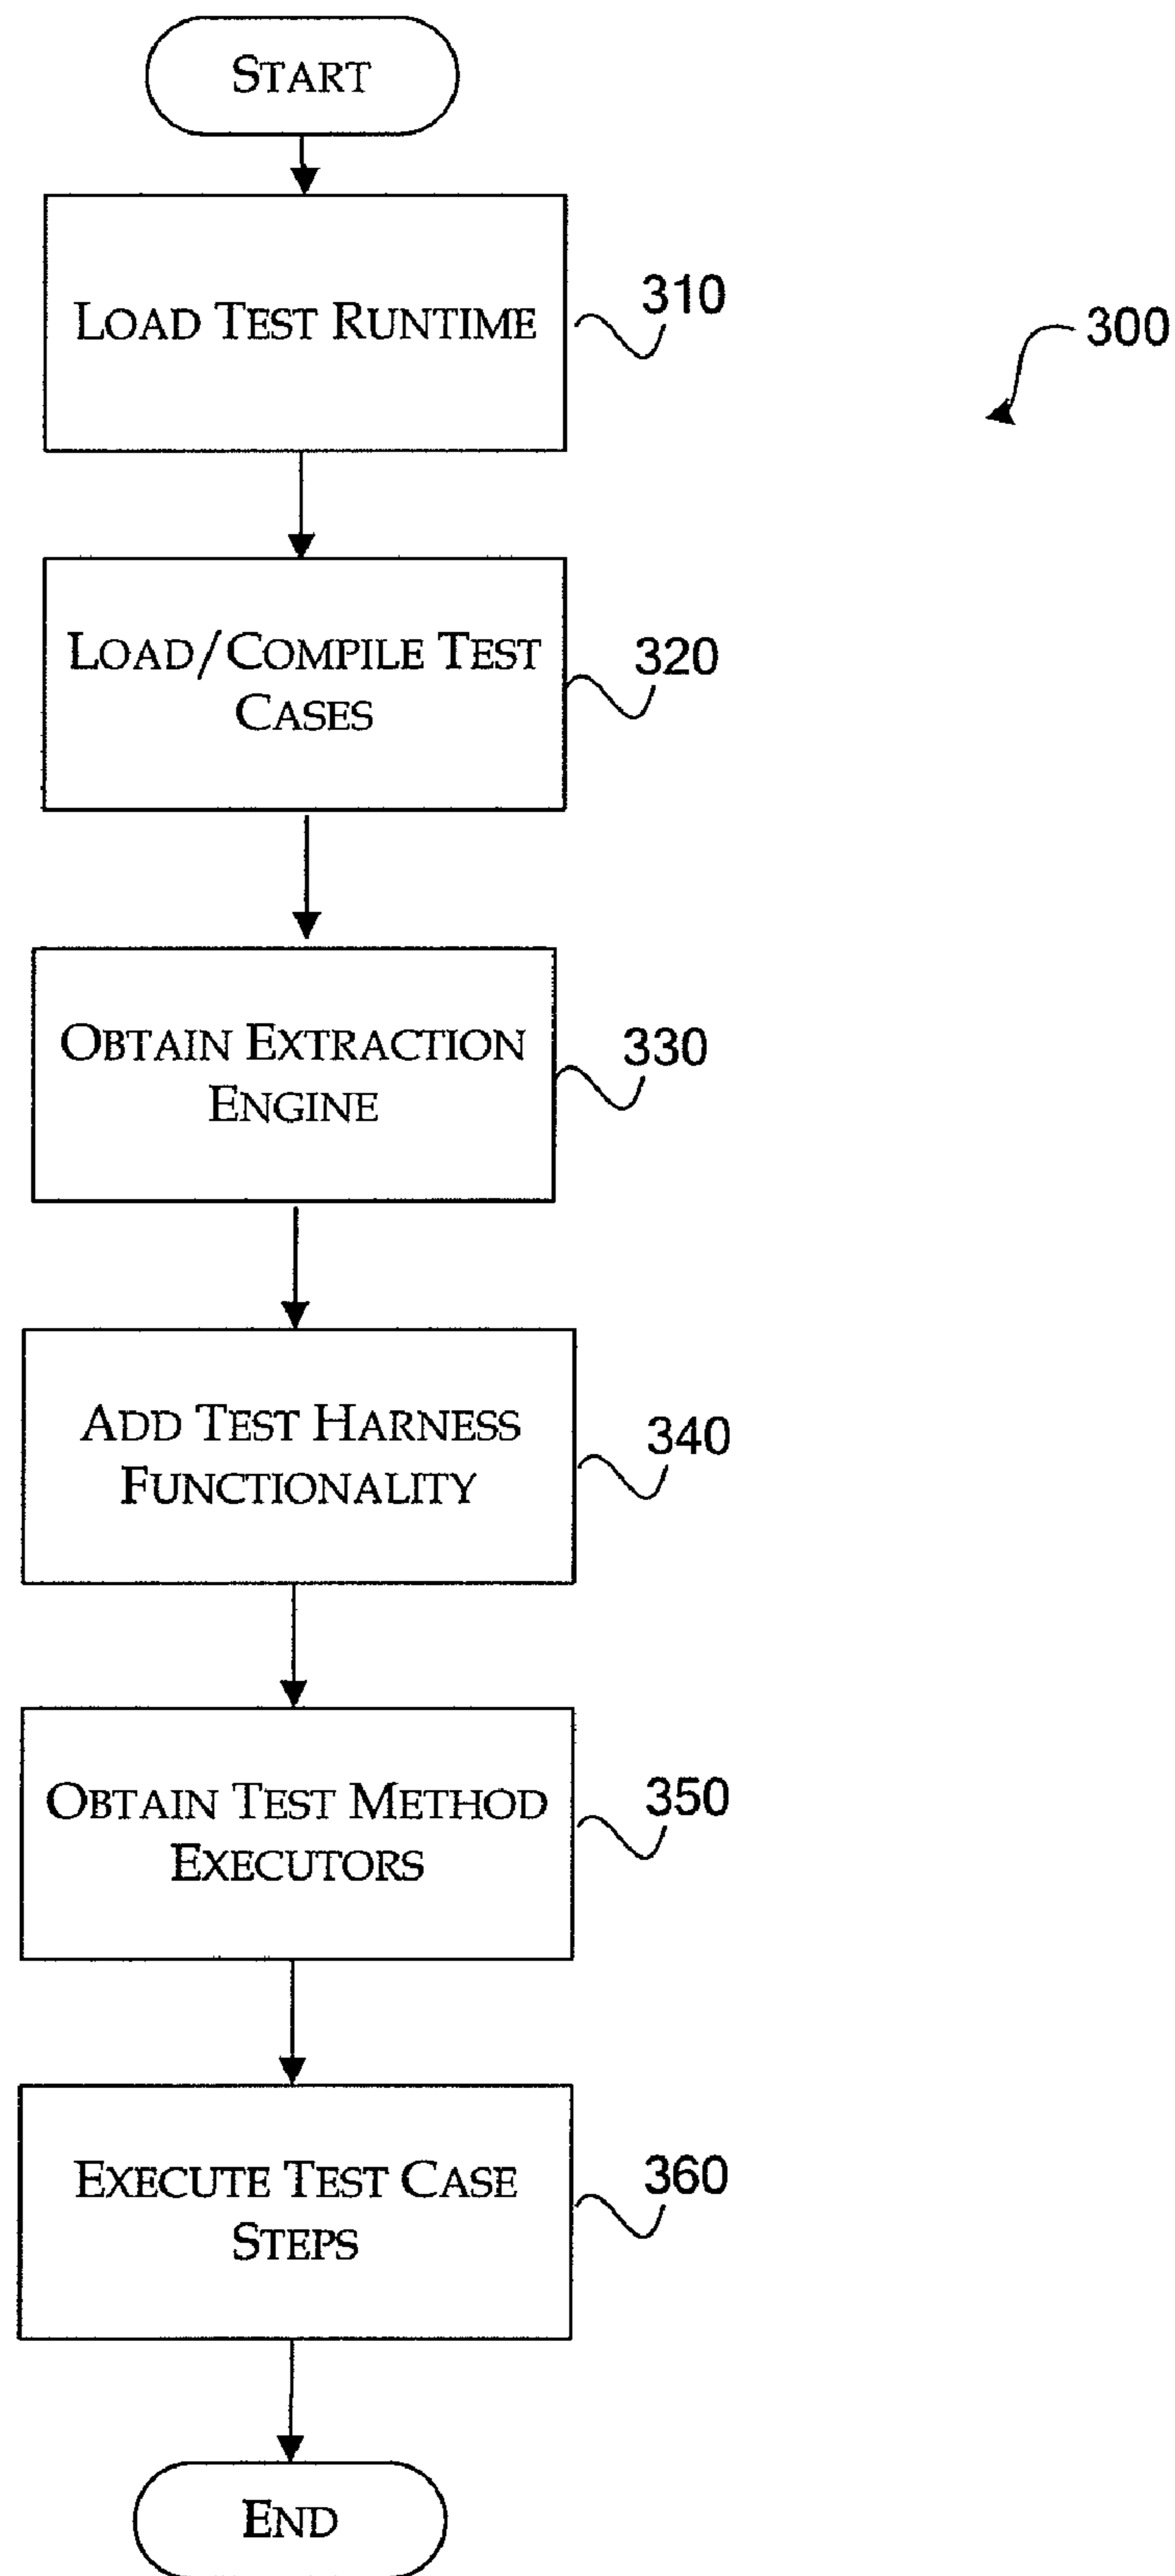 START
LOAD TEST RUNTIME
310
300
LOAD/COMPILE TEST
CASES
320
OBTAIN EXTRACTION
ENGINE
330
ADD TEST HARNESS
FUNCTIONALITY
340
OBTAIN TEST METHOD
EXECUTORS
350
EXECUTE TEST CASE
STEPS
360
END